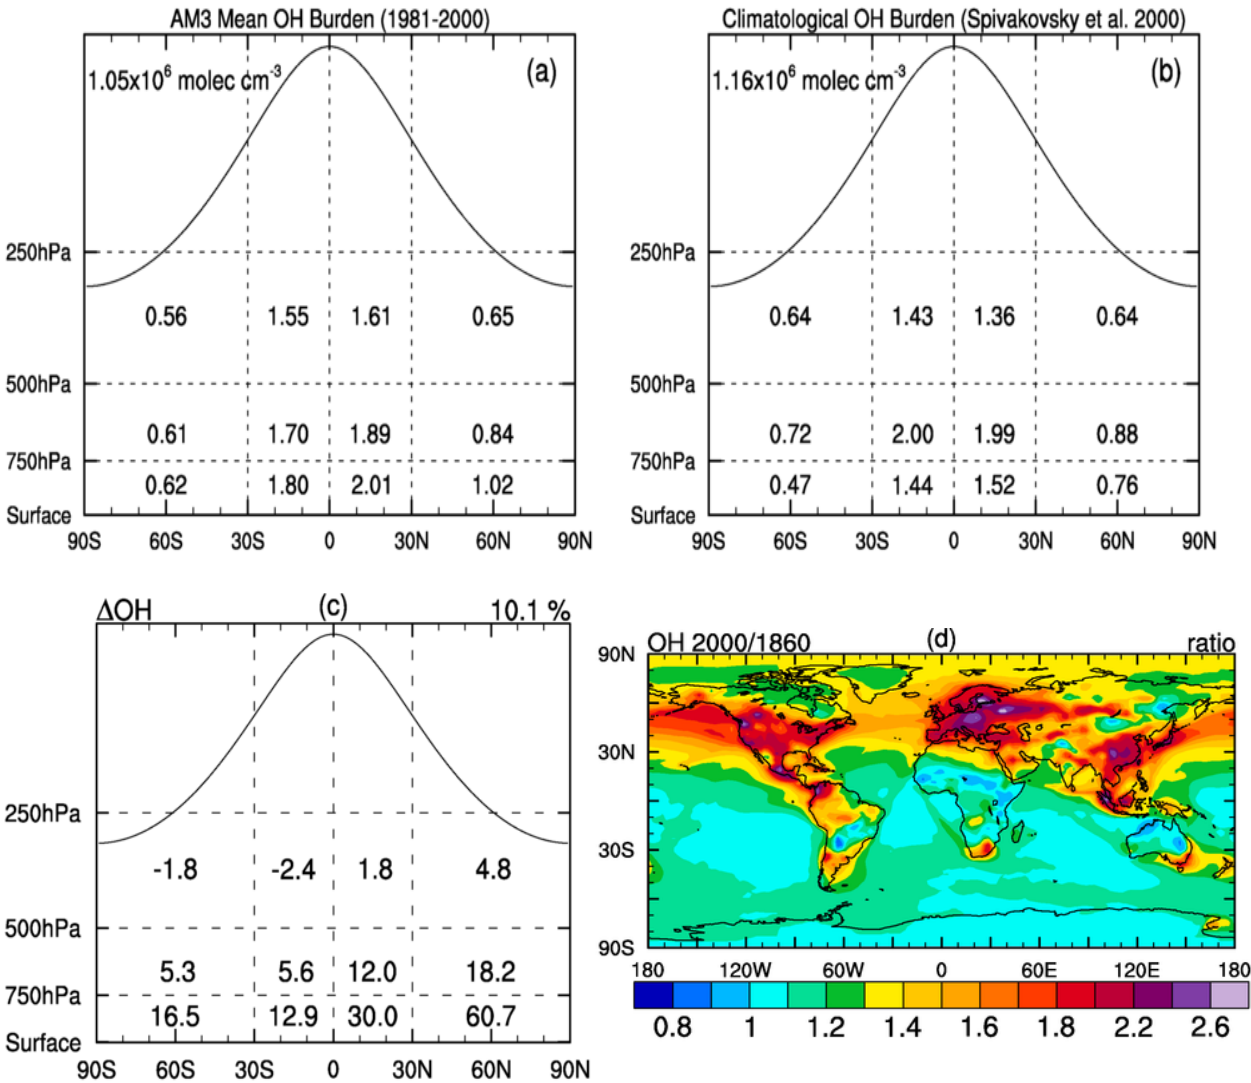 AM3 Mean OH Burden (1981-2000)
1.05x10⁶ molec cm⁻³
(a)
250hPa
0.56 1.55 1.61 0.65
500hPa
0.61 1.70 1.89 0.84
750hPa
0.62 1.80 2.01 1.02
Surface
90S 60S 30S 0 30N 60N 90N
Climatological OH Burden (Spivakovsky et al. 2000)
1.16x10⁶ molec cm⁻³
(b)
250hPa
0.64 1.43 1.36 0.64
500hPa
0.72 2.00 1.99 0.88
750hPa
0.47 1.44 1.52 0.76
Surface
90S 60S 30S 0 30N 60N 90N
ΔOH (c) 10.1 %
250hPa
-1.8 -2.4 1.8 4.8
500hPa
5.3 5.6 12.0 18.2
750hPa
16.5 12.9 30.0 60.7
Surface
90S 60S 30S 0 30N 60N 90N
OH 2000/1860 (d) ratio
90N
30N
30S
90S
180 120W 60W 0 60E 120E 180
0.8 1 1.2 1.4 1.6 1.8 2.2 2.6